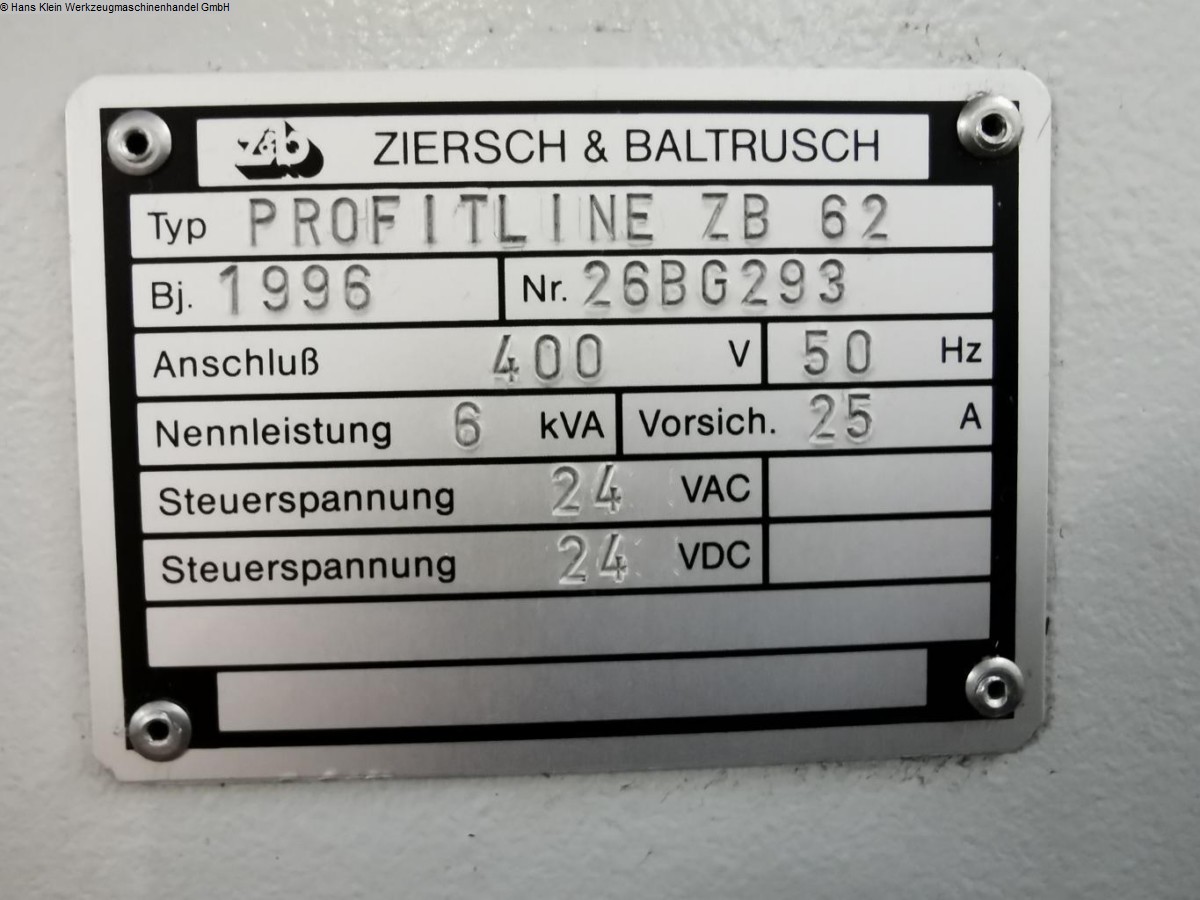 © Hans Klein Werkzeugmaschinenhandel GmbH
z&b ZIERSCH & BALTRUSCH
Typ PROFITLINE ZB 62
Bj. 1996 Nr. 26BG293
Anschluß 400 V 50 Hz
Nennleistung 6 kVA Vorsich. 25 A
Steuerspannung 24 VAC
Steuerspannung 24 VDC